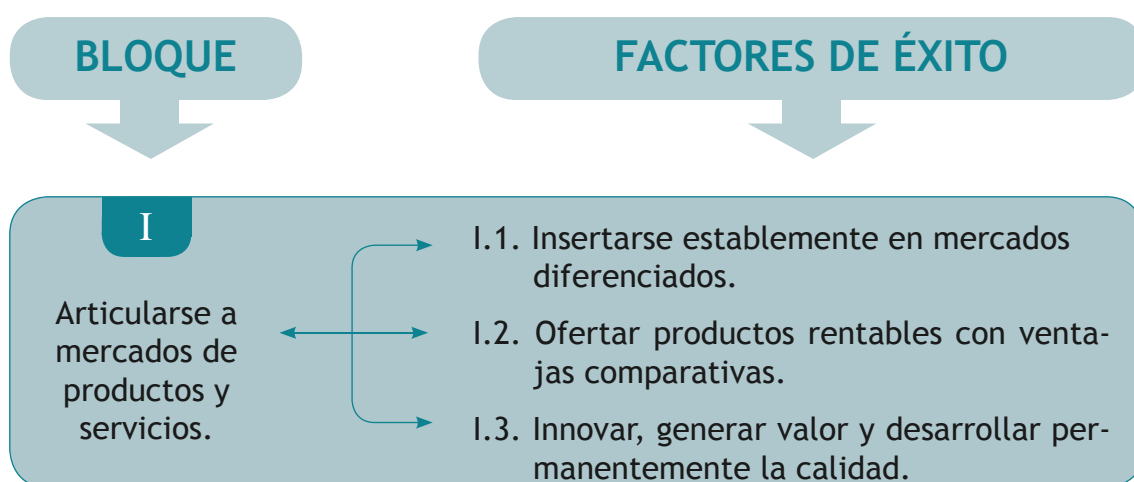 BLOQUE
FACTORES DE ÉXITO
I
Articularse a
mercados de
productos y
servicios.
I.1. Insertarse establemente en mercados
diferenciados.
I.2. Ofertar productos rentables con venta-
jas comparativas.
I.3. Innovar, generar valor y desarrollar per-
manentemente la calidad.